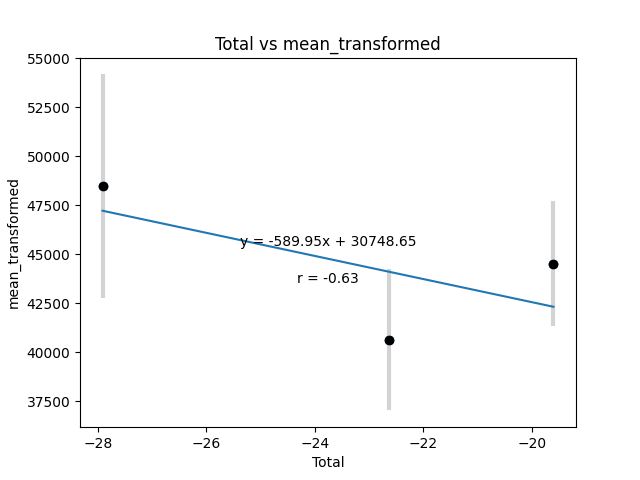 Total vs mean_transformed
55000
52500
50000
47500
45000
42500
40000
37500
mean_transformed
y = -589.95x + 30748.65
r = -0.63
−28
−26
−24
−22
−20
Total